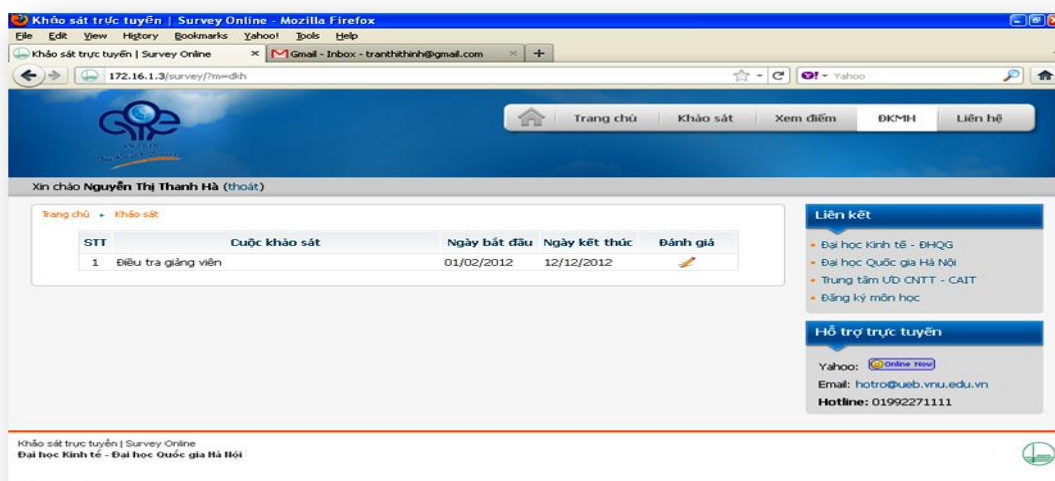 Khảo sát trực tuyến | Survey Online - Mozilla Firefox
File Edit View History Bookmarks Yahoo! Tools Help
Khảo sát trực tuyến | Survey Online × Gmail - Inbox - tranthithinh@gmail.com × +
172.16.1.3/survey/?m=dkh Yahoo
Trang chủ Khảo sát Xem điểm ĐKMH Liên hệ
Xin chào Nguyễn Thị Thanh Hà (thoát)
Trang chủ Khảo sát
STT Cuộc khảo sát Ngày bắt đầu Ngày kết thúc Đánh giá
1 Điều tra giảng viên 01/02/2012 12/12/2012
Liên kết
Đại học Kinh tế - ĐHQG
Đại học Quốc gia Hà Nội
Trung tâm UD CNTT - CAIT
Đăng ký môn học
Hỗ trợ trực tuyến
Yahoo: Online Now
Email: hotro@ueb.vnu.edu.vn
Hotline: 01992271111
Khảo sát trực tuyến | Survey Online
Đại học Kinh tế - Đại học Quốc gia Hà Nội